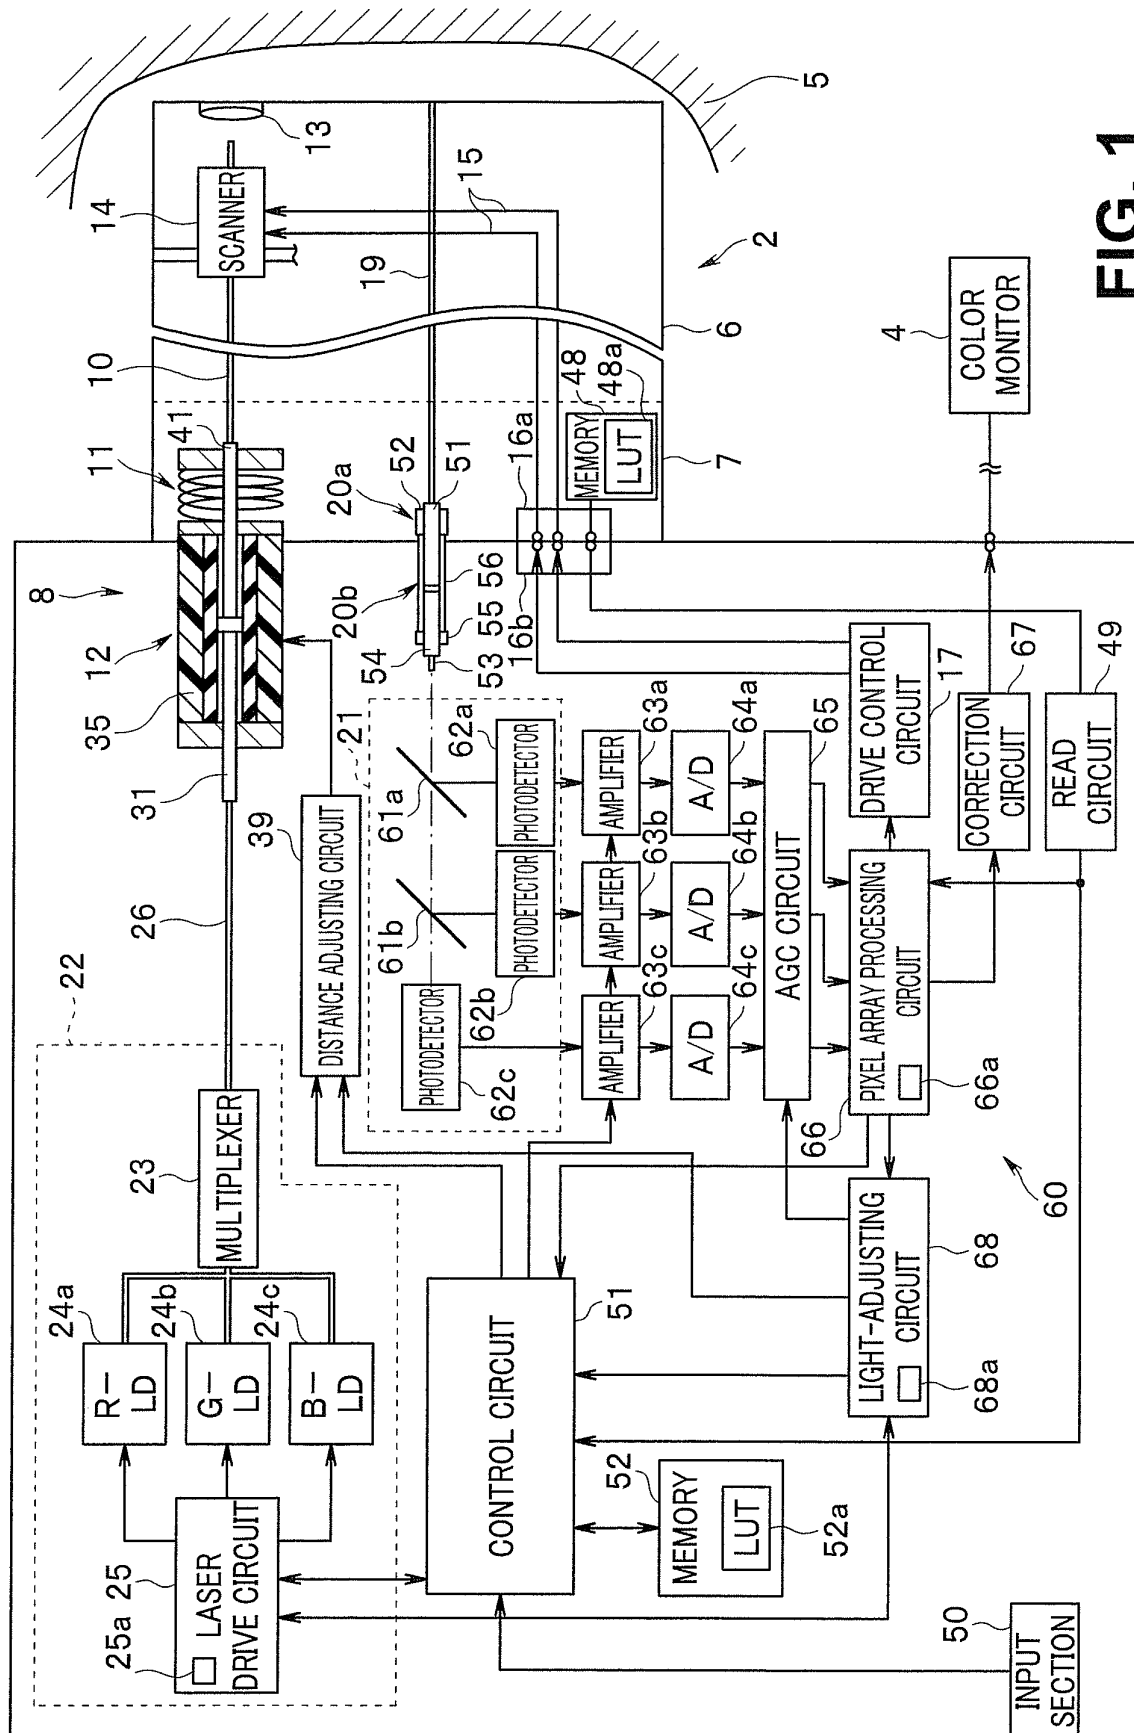 FIG. 1
8
22
23
MULTIPLEXER
24a
R-
LD
24b
G-
LD
24c
B-
LD
25
25a
LASER
DRIVE CIRCUIT
26
31
35
12
11
41
10
14
SCANNER
13
5
15
19
2
6
39
DISTANCE ADJUSTING CIRCUIT
21
61a
61b
54
53
55
56
20b
20a
52
51
16a
16b
48
48a
MEMORY
LUT
7
62a
PHOTODETECTOR
62b
PHOTODETECTOR
62c
PHOTODETECTOR
63a
AMPLIFIER
63b
AMPLIFIER
63c
AMPLIFIER
64a
A/D
64b
A/D
64c
A/D
65
AGC CIRCUIT
51
CONTROL CIRCUIT
52
MEMORY
LUT
52a
66
PIXEL ARRAY PROCESSING
CIRCUIT
66a
17
DRIVE CONTROL
CIRCUIT
67
CORRECTION
CIRCUIT
49
READ
CIRCUIT
4
COLOR
MONITOR
68
LIGHT-ADJUSTING
CIRCUIT
68a
60
50
INPUT
SECTION